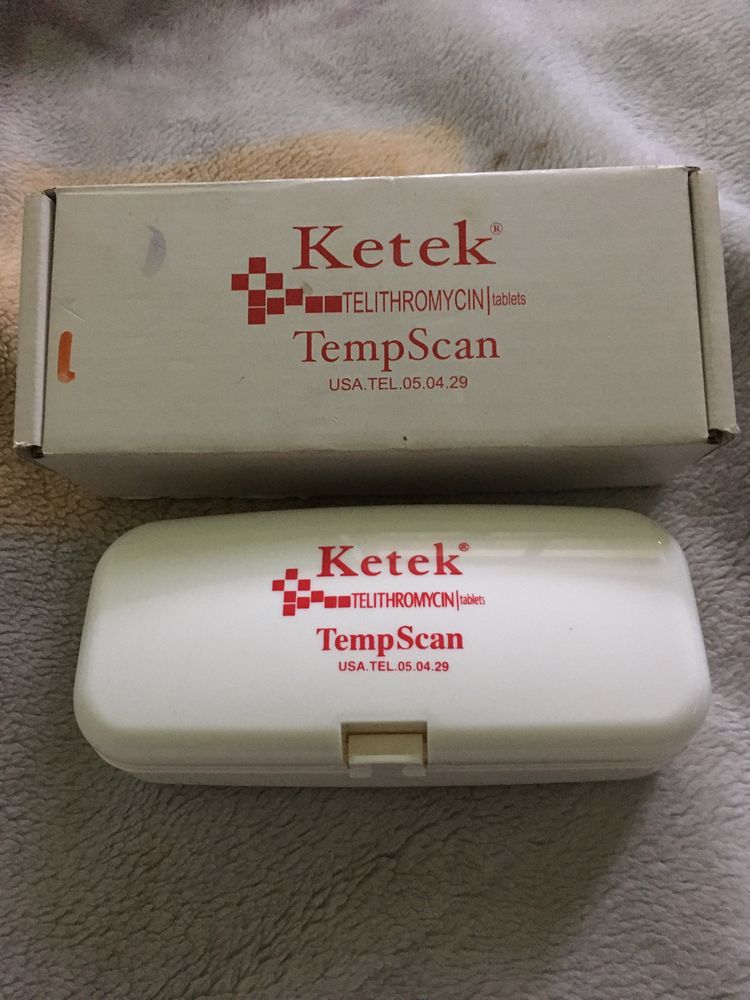 Ketek®
TELITHROMYCIN|tablets
TempScan
USA.TEL.05.04.29
Ketek®
TELITHROMYCIN|tablets
TempScan
USA.TEL.05.04.29